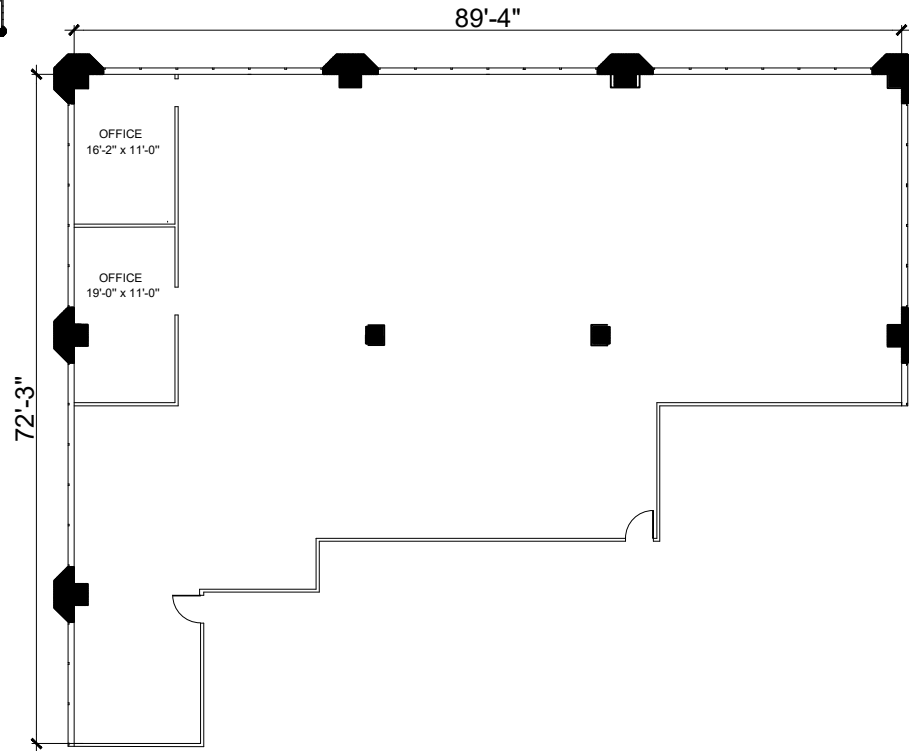 89'-4"
OFFICE
16'-2" x 11'-0"
OFFICE
19'-0" x 11'-0"
72'-3"